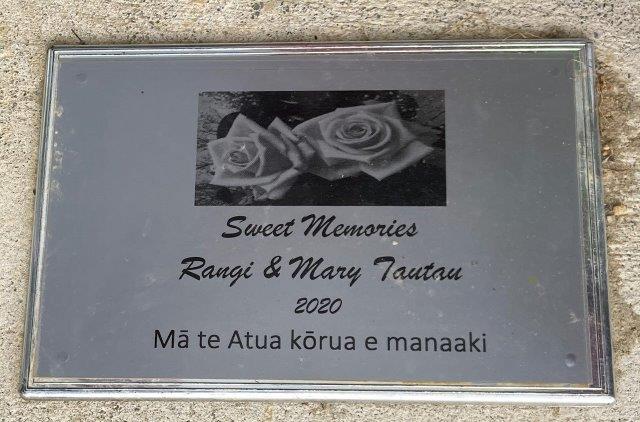 Sweet Memories
Rangi & Mary Tautau
2020
Mā te Atua kōrua e manaaki